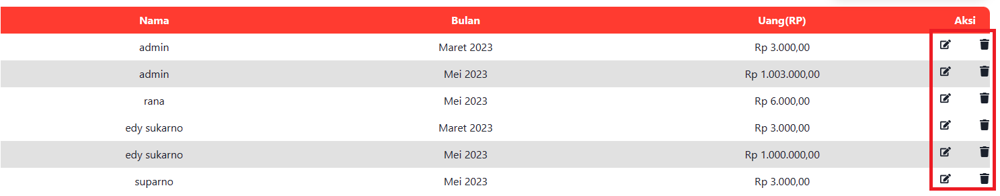 Nama Bulan Uang(RP) Aksi
admin Maret 2023 Rp 3.000,00
admin Mei 2023 Rp 1.003.000,00
rana Mei 2023 Rp 6.000,00
edy sukarno Maret 2023 Rp 3.000,00
edy sukarno Mei 2023 Rp 1.000.000,00
suparno Mei 2023 Rp 3.000,00